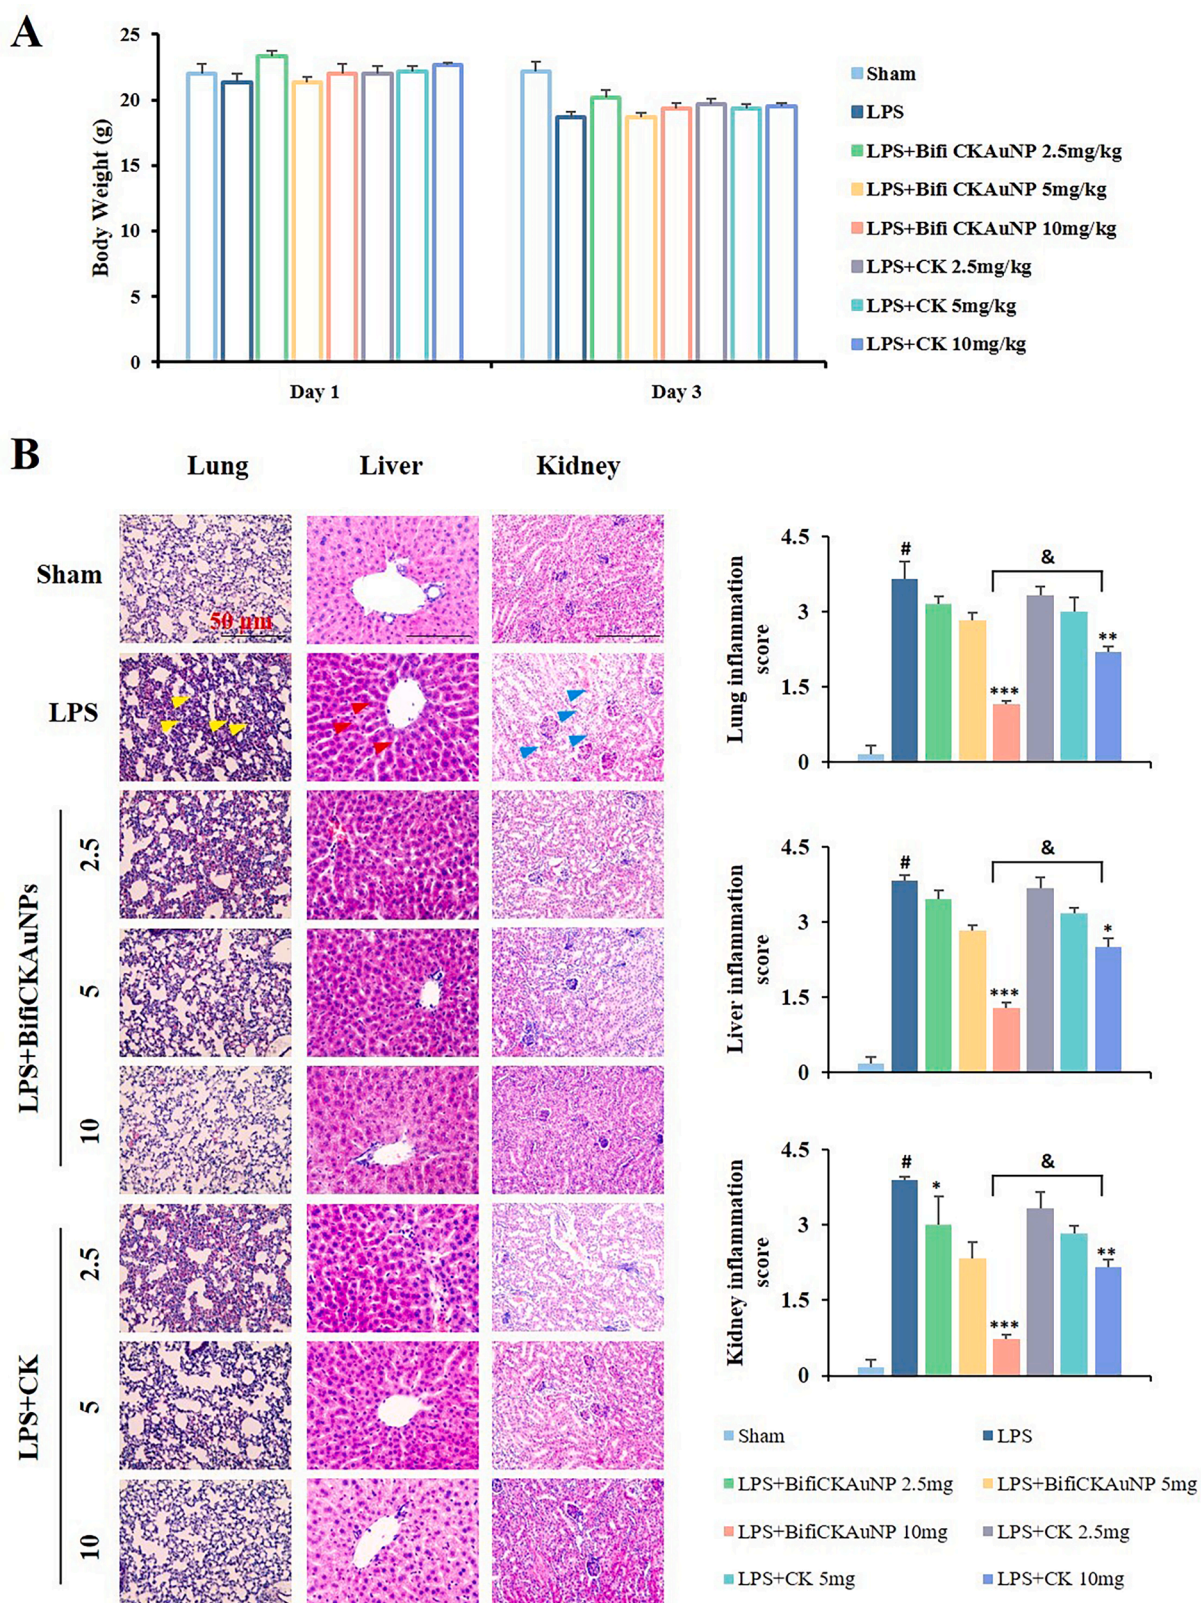 A
25
20
15
10
5
0
Body Weight (g)
Day 1
Day 3
Sham
LPS
LPS+Bifi CKAuNP 2.5mg/kg
LPS+Bifi CKAuNP 5mg/kg
LPS+Bifi CKAuNP 10mg/kg
LPS+CK 2.5mg/kg
LPS+CK 5mg/kg
LPS+CK 10mg/kg
B
Lung
Liver
Kidney
Sham
50 μm
LPS
LPS+BifiCKAuNPs
2.5
5
10
LPS+CK
2.5
5
10
Lung inflammation
score
4.5
3
1.5
0
#
***
&
**
Liver inflammation
score
4.5
3
1.5
0
#
***
&
*
Kidney inflammation
score
4.5
3
1.5
0
#
*
***
&
**
Sham
LPS
LPS+BifiCKAuNP 2.5mg
LPS+BifiCKAuNP 5mg
LPS+BifiCKAuNP 10mg
LPS+CK 2.5mg
LPS+CK 5mg
LPS+CK 10mg